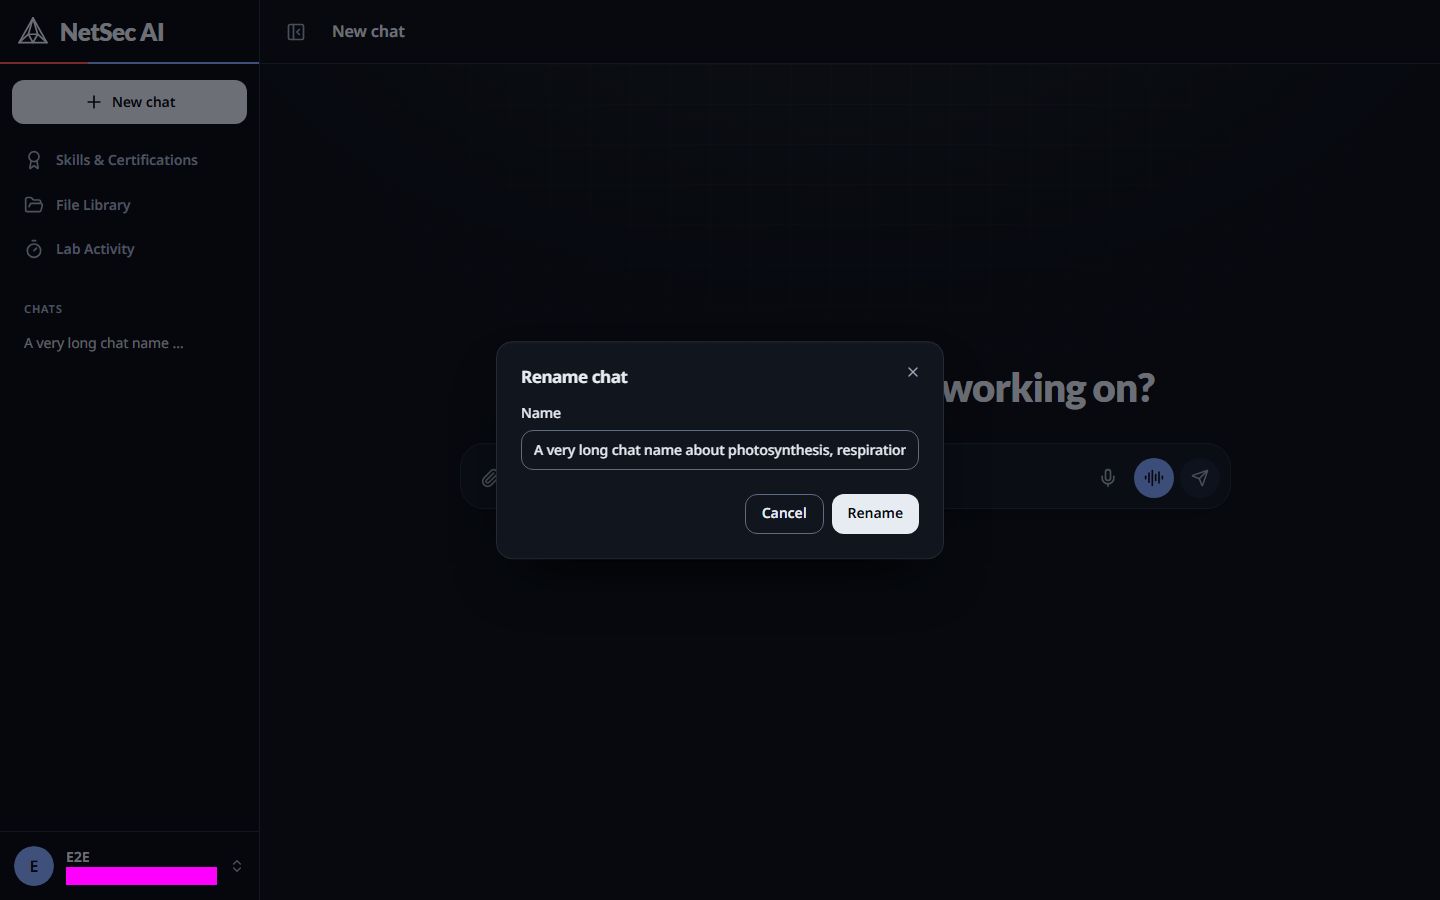 NetSec AI
New chat
New chat
Skills & Certifications
File Library
Lab Activity
CHATS
A very long chat name ...
working on?
Rename chat
Name
A very long chat name about photosynthesis, respiration
Cancel
Rename
E
E2E